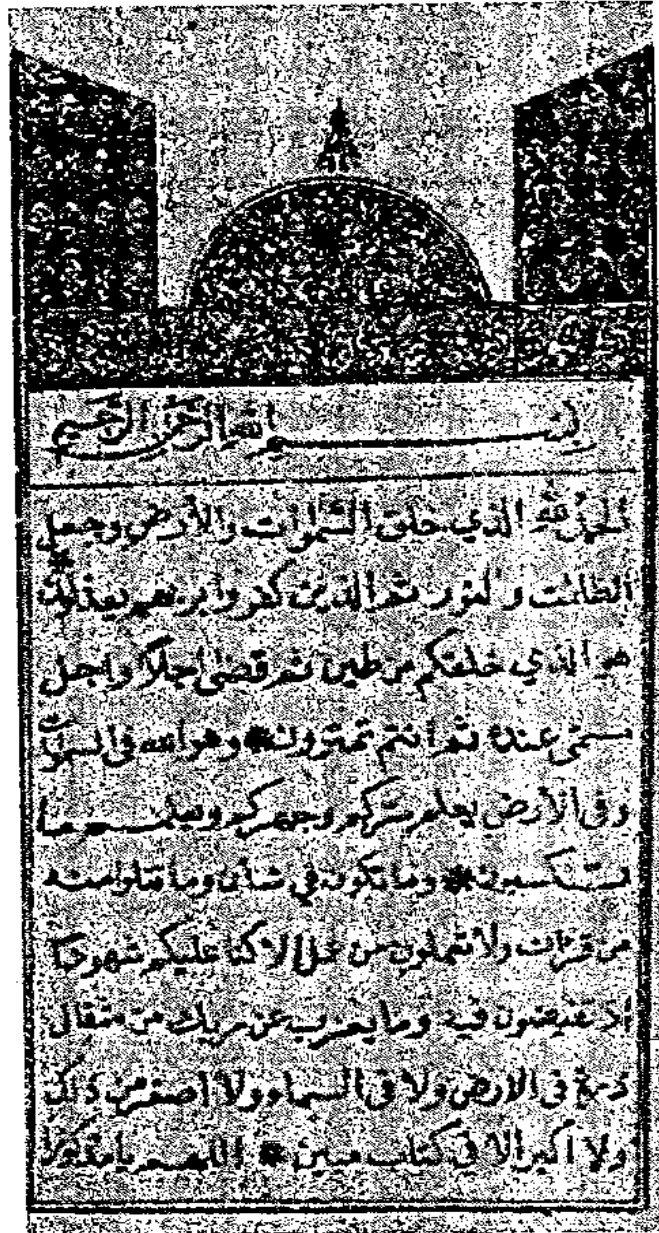 بسم الله الرحمن الرحيم
الحمد لله الذي خلق السموات والأرض وجعل
الظلمت والنور ثم الذين كفروا بربهم يعدلون
هو الذي خلقكم من طين ثم قضى أجلا وأجل
مسمى عنده ثم أنتم تمترون وهو الله في السموات
وفي الأرض يعلم سركم وجهركم ويعلم ما
تكسبون وما تكون في شأن وما تتلوا منه
من قرآن ولا تعملون من عمل إلا كنا عليكم شهودا
إذ تفيضون فيه وما يعزب عن ربك من مثقال
ذرة في الأرض ولا في السماء ولا أصغر من ذلك
ولا أكبر إلا في كتاب مبين اللهم يا